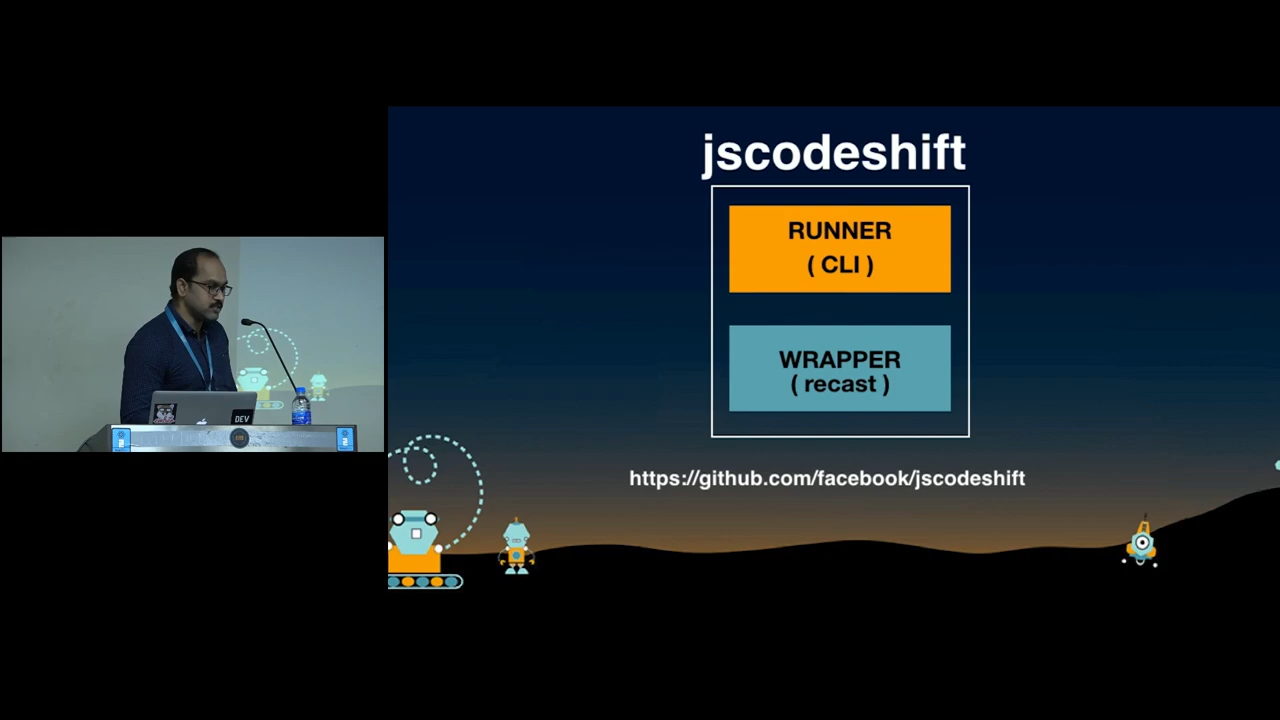 jscodeshift
RUNNER
( CLI )
WRAPPER
( recast )
https://github.com/facebook/jscodeshift
DEV